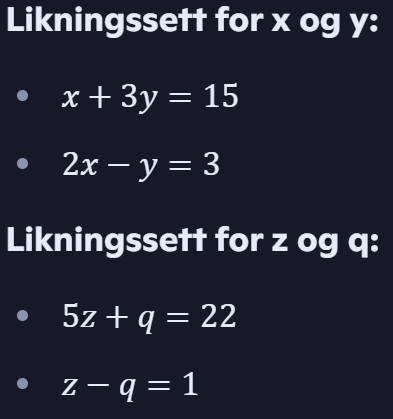 Likningssett for x og y:
• x + 3y = 15
• 2x − y = 3
Likningssett for z og q:
• 5z + q = 22
• z − q = 1